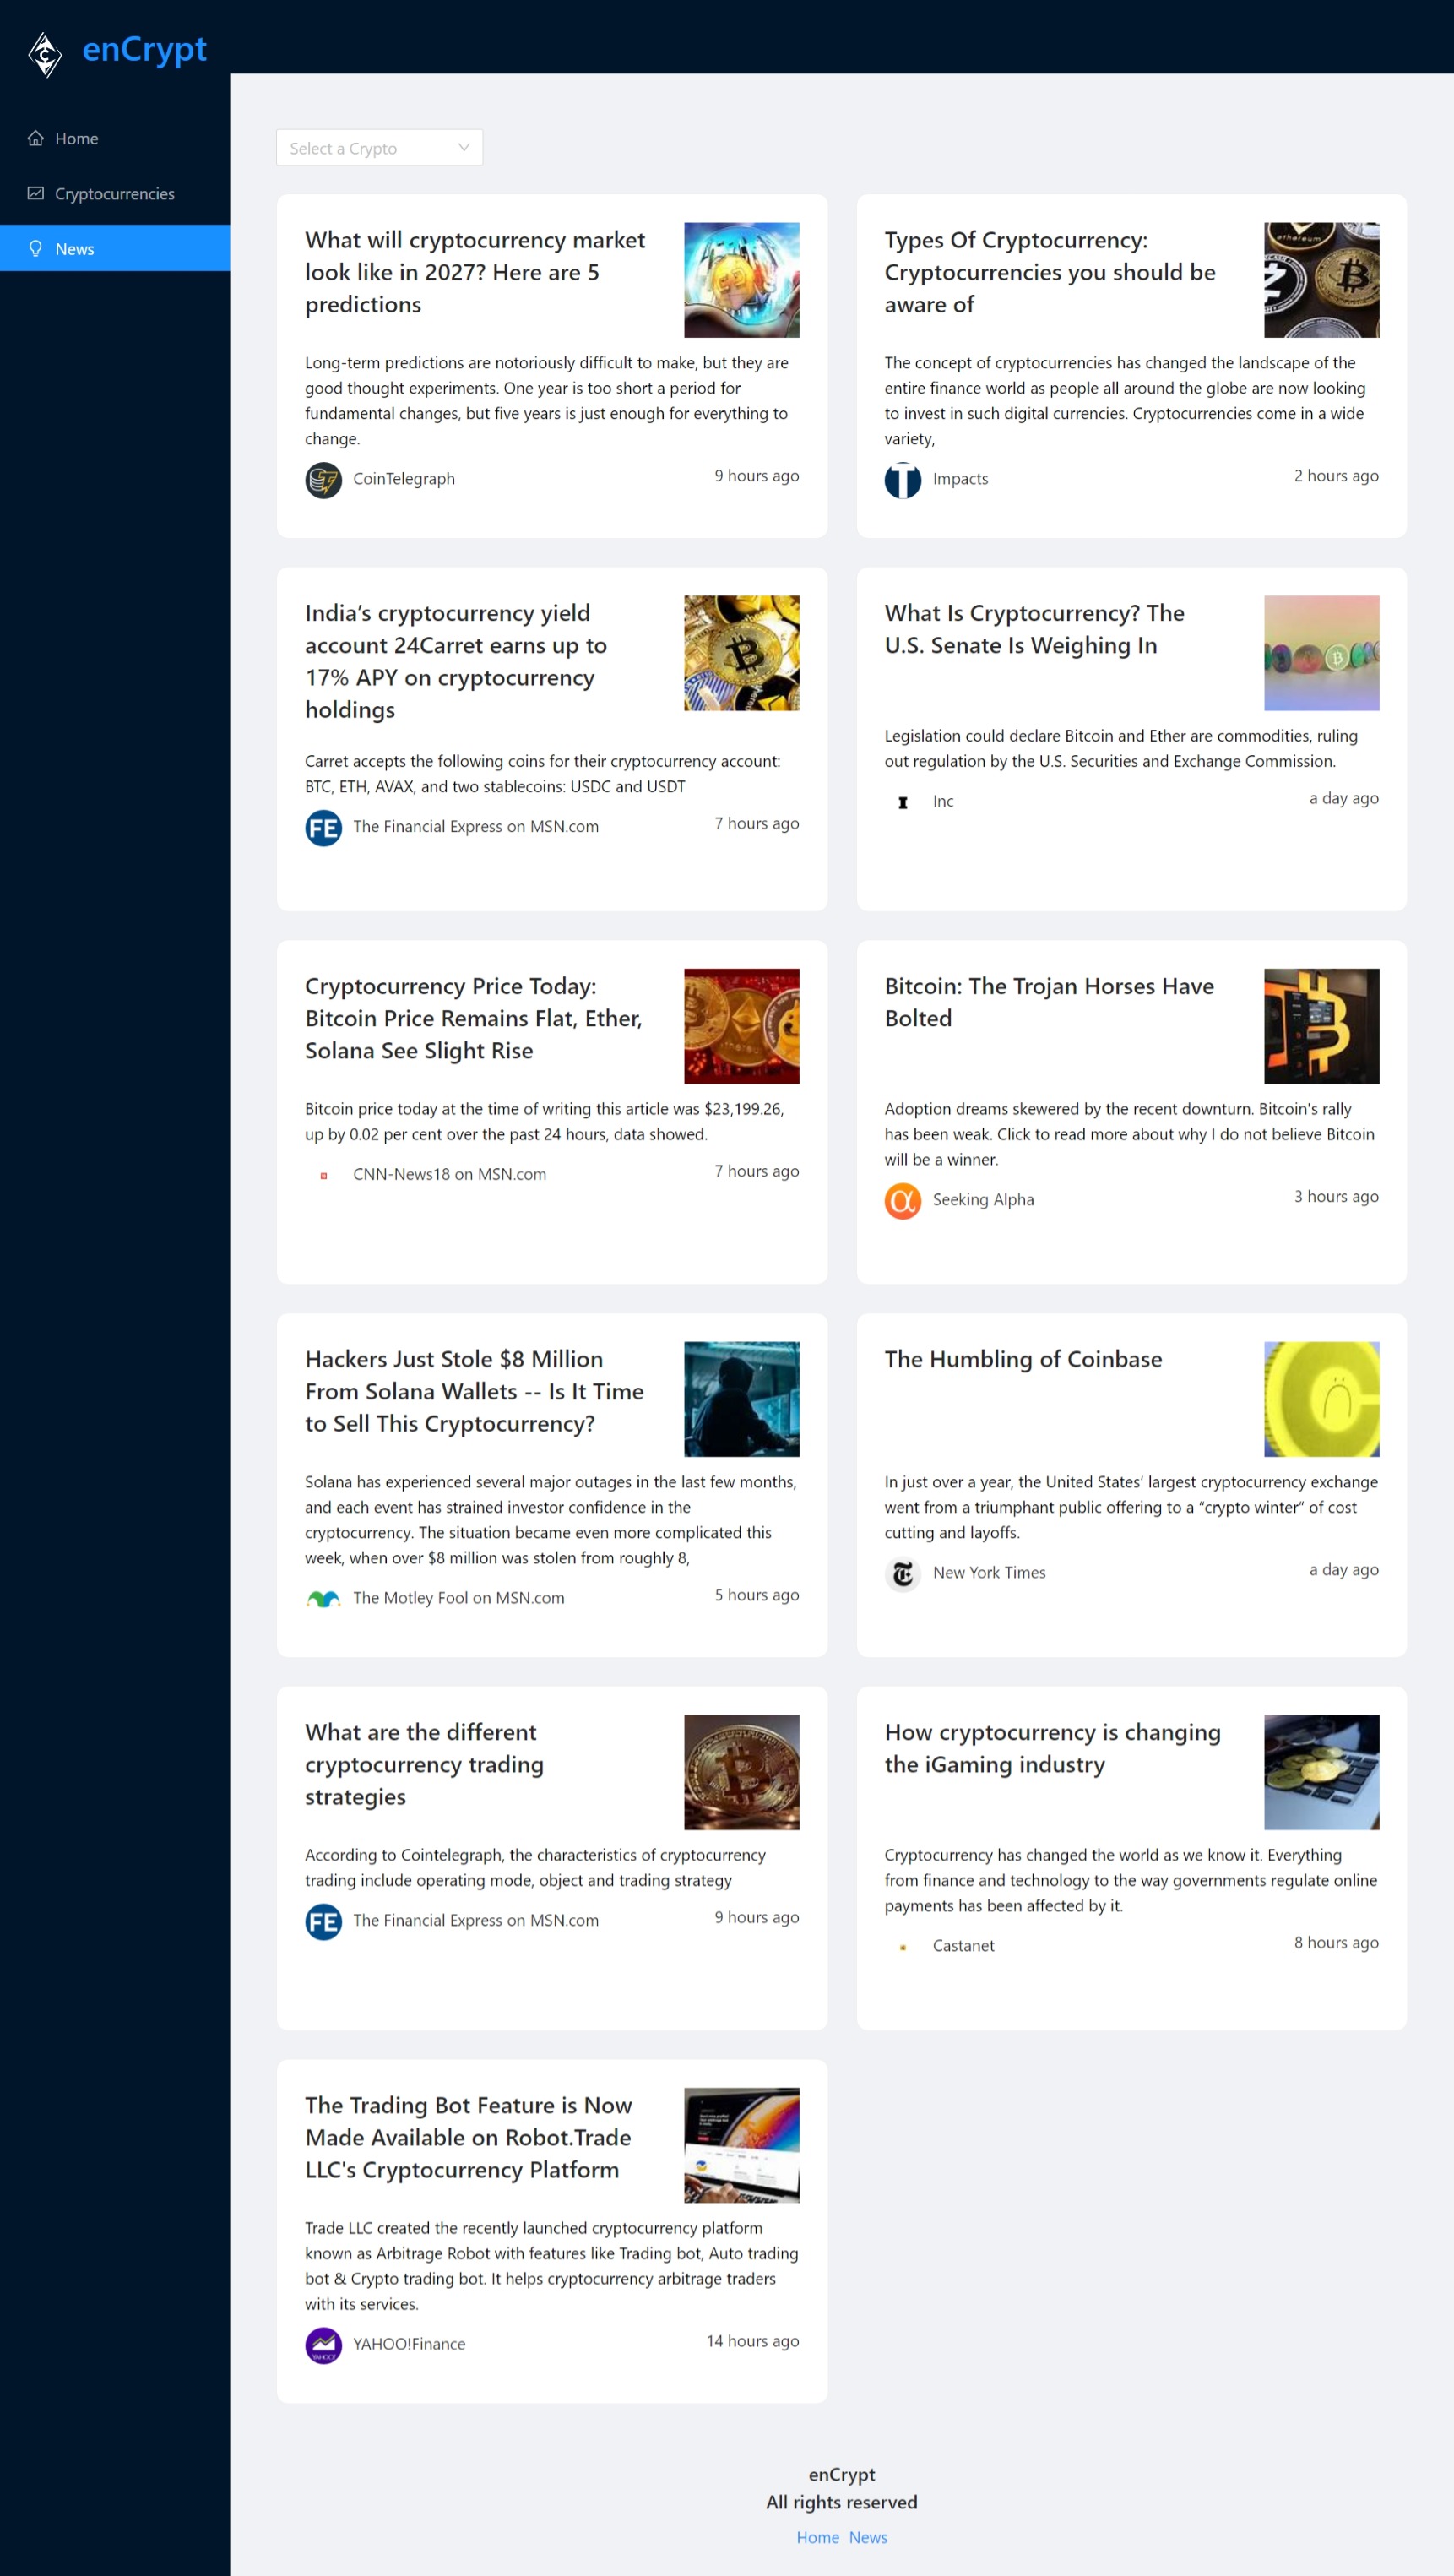 enCrypt
Home
Cryptocurrencies
News
Select a Crypto
What will cryptocurrency market
look like in 2027? Here are 5
predictions
Long-term predictions are notoriously difficult to make, but they are
good thought experiments. One year is too short a period for
fundamental changes, but five years is just enough for everything to
change.
CoinTelegraph
9 hours ago
Types Of Cryptocurrency:
Cryptocurrencies you should be
aware of
ethereum
The concept of cryptocurrencies has changed the landscape of the
entire finance world as people all around the globe are now looking
to invest in such digital currencies. Cryptocurrencies come in a wide
variety,
Impacts
2 hours ago
India’s cryptocurrency yield
account 24Carret earns up to
17% APY on cryptocurrency
holdings
Carret accepts the following coins for their cryptocurrency account:
BTC, ETH, AVAX, and two stablecoins: USDC and USDT
FE
The Financial Express on MSN.com
7 hours ago
What Is Cryptocurrency? The
U.S. Senate Is Weighing In
Legislation could declare Bitcoin and Ether are commodities, ruling
out regulation by the U.S. Securities and Exchange Commission.
Inc
a day ago
Cryptocurrency Price Today:
Bitcoin Price Remains Flat, Ether,
Solana See Slight Rise
Bitcoin price today at the time of writing this article was $23,199.26,
up by 0.02 per cent over the past 24 hours, data showed.
CNN-News18 on MSN.com
7 hours ago
Bitcoin: The Trojan Horses Have
Bolted
Adoption dreams skewered by the recent downturn. Bitcoin's rally
has been weak. Click to read more about why I do not believe Bitcoin
will be a winner.
Seeking Alpha
3 hours ago
Hackers Just Stole $8 Million
From Solana Wallets -- Is It Time
to Sell This Cryptocurrency?
Solana has experienced several major outages in the last few months,
and each event has strained investor confidence in the
cryptocurrency. The situation became even more complicated this
week, when over $8 million was stolen from roughly 8,
The Motley Fool on MSN.com
5 hours ago
The Humbling of Coinbase
In just over a year, the United States’ largest cryptocurrency exchange
went from a triumphant public offering to a “crypto winter” of cost
cutting and layoffs.
New York Times
a day ago
What are the different
cryptocurrency trading
strategies
According to Cointelegraph, the characteristics of cryptocurrency
trading include operating mode, object and trading strategy
FE
The Financial Express on MSN.com
9 hours ago
How cryptocurrency is changing
the iGaming industry
Cryptocurrency has changed the world as we know it. Everything
from finance and technology to the way governments regulate online
payments has been affected by it.
Castanet
8 hours ago
The Trading Bot Feature is Now
Made Available on Robot.Trade
LLC's Cryptocurrency Platform
Trade LLC created the recently launched cryptocurrency platform
known as Arbitrage Robot with features like Trading bot, Auto trading
bot & Crypto trading bot. It helps cryptocurrency arbitrage traders
with its services.
YAHOO!
YAHOO!Finance
14 hours ago
enCrypt
All rights reserved
Home News